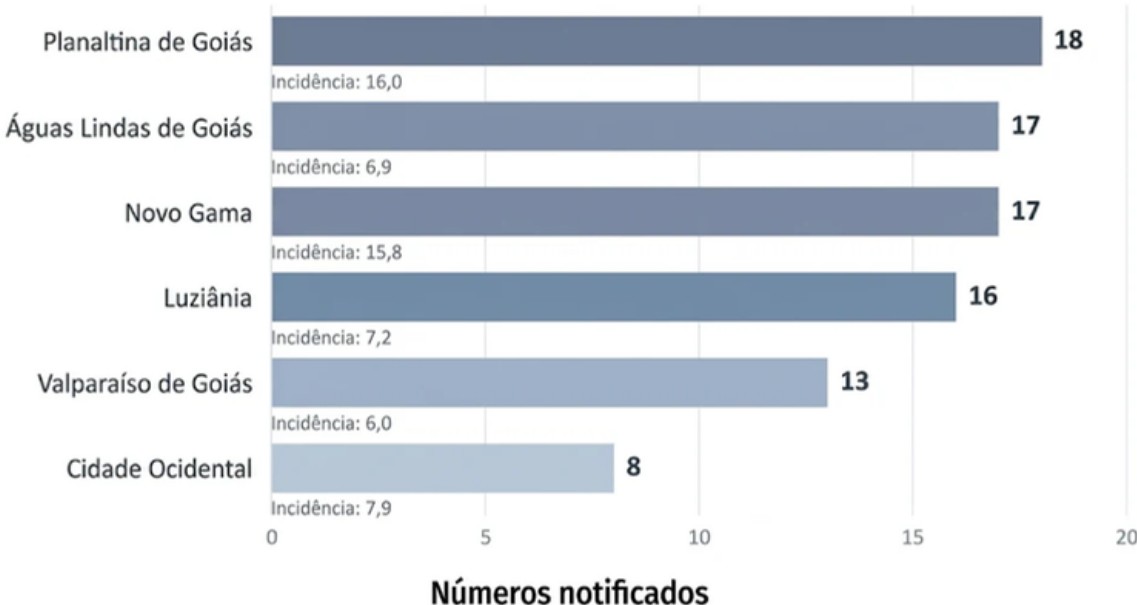 Planaltina de Goiás 18
Incidência: 16,0
Águas Lindas de Goiás 17
Incidência: 6,9
Novo Gama 17
Incidência: 15,8
Luziânia 16
Incidência: 7,2
Valparaíso de Goiás 13
Incidência: 6,0
Cidade Ocidental 8
Incidência: 7,9
0 5 10 15 20
Números notificados